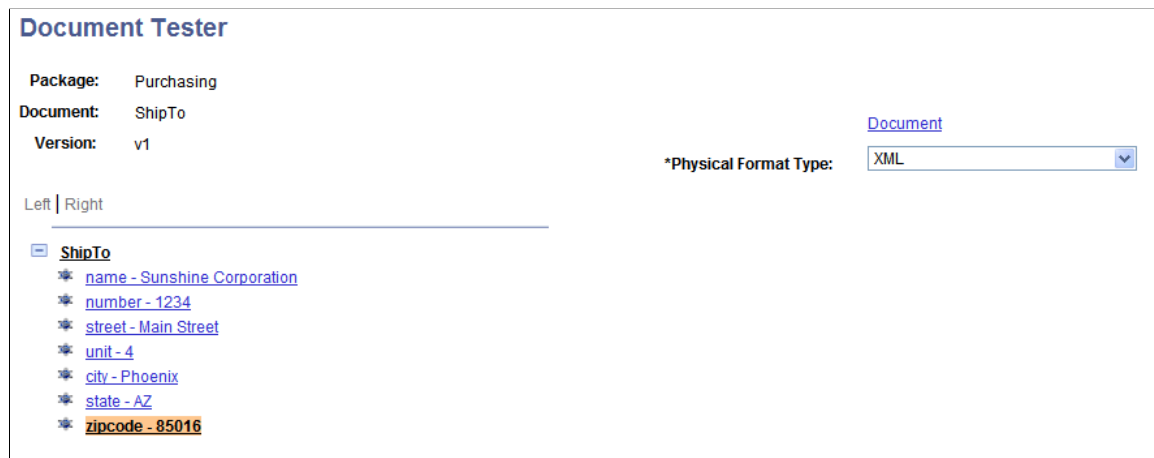 Document Tester
Package: Purchasing
Document: ShipTo
Version: v1
Document
*Physical Format Type: XML
Left | Right
ShipTo
name - Sunshine Corporation
number - 1234
street - Main Street
unit - 4
city - Phoenix
state - AZ
zipcode - 85016